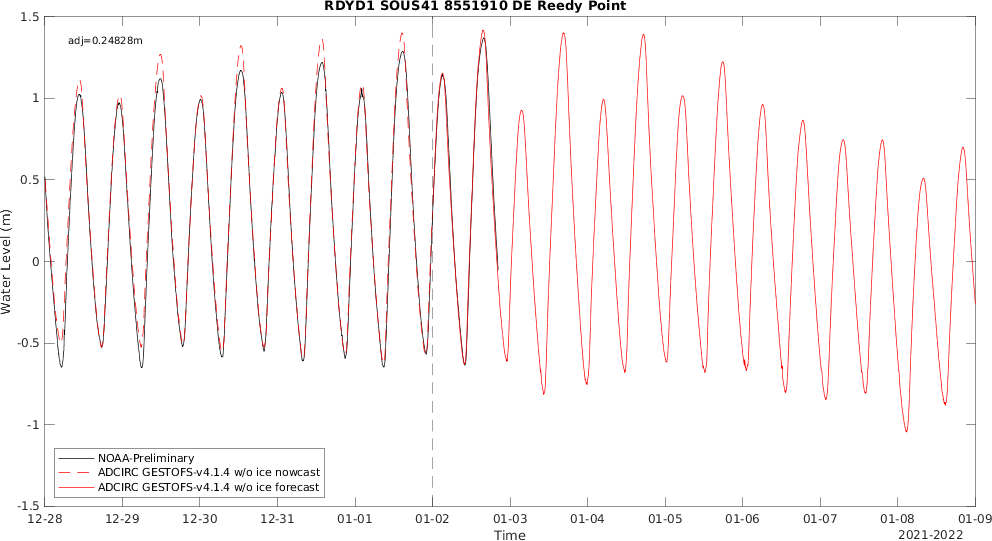 RDYD1 SOUS41 8551910 DE Reedy Point
adj=0.24828m
1.5
1
0.5
0
-0.5
-1
-1.5
Water Level (m)
NOAA-Preliminary
ADCIRC GESTOFS-v4.1.4 w/o ice nowcast
ADCIRC GESTOFS-v4.1.4 w/o ice forecast
12-28 12-29 12-30 12-31 01-01 01-02 01-03 01-04 01-05 01-06 01-07 01-08 01-09
Time
2021-2022